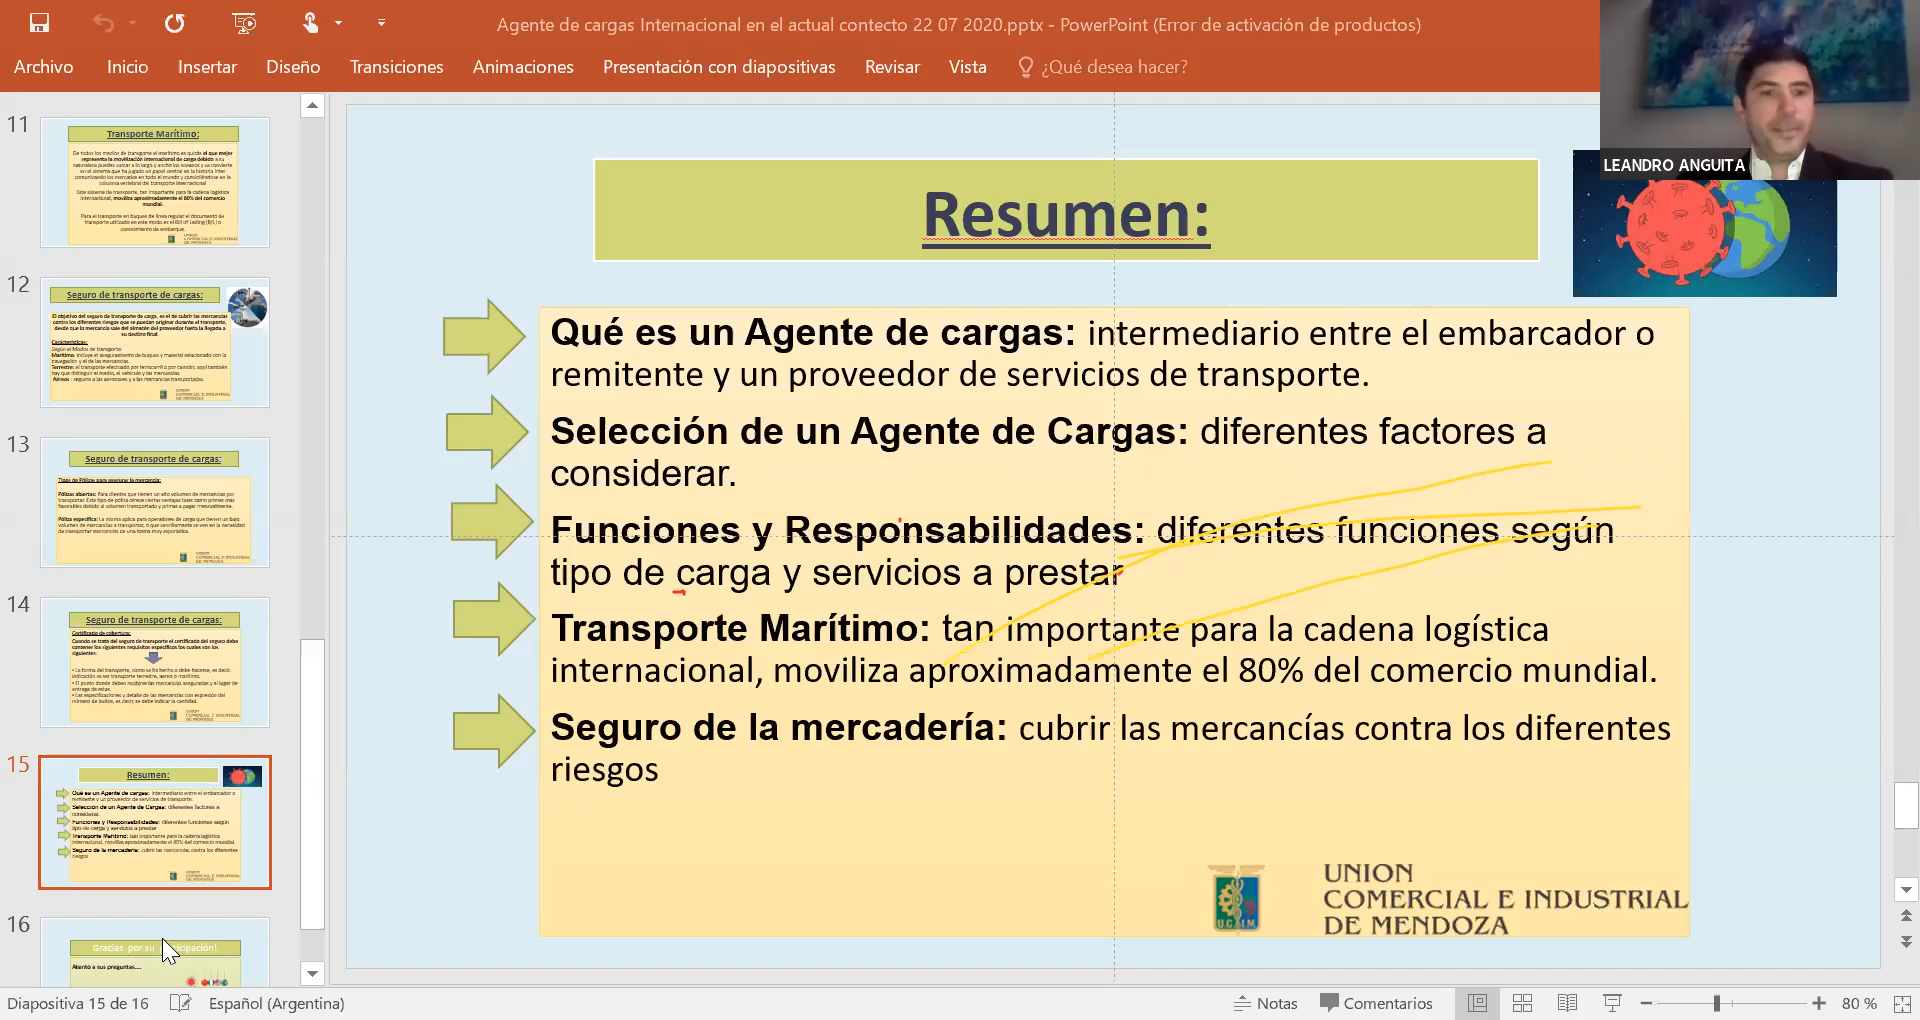 Agente de cargas Internacional en el actual contecto 22 07 2020.pptx - PowerPoint (Error de activación de productos)
Archivo
Inicio
Insertar
Diseño
Transiciones
Animaciones
Presentación con diapositivas
Revisar
Vista
¿Qué desea hacer?
LEANDRO ANGUITA
11
Transporte Marítimo:
12
Seguro de transporte de cargas:
13
Seguro de transporte de cargas:
14
Seguro de transporte de cargas:
15
Resumen:
16
Gracias por su
Atento a sus preguntas....
Resumen:
Qué es un Agente de cargas: intermediario entre el embarcador o
remitente y un proveedor de servicios de transporte.
Selección de un Agente de Cargas: diferentes factores a
considerar.
Funciones y Responsabilidades: diferentes funciones según
tipo de carga y servicios a prestar
Transporte Marítimo: tan importante para la cadena logística
internacional, moviliza aproximadamente el 80% del comercio mundial.
Seguro de la mercadería: cubrir las mercancías contra los diferentes
riesgos
U.C.I.M.
UNION
COMERCIAL E INDUSTRIAL
DE MENDOZA
Diapositiva 15 de 16
Español (Argentina)
Notas
Comentarios
80 %